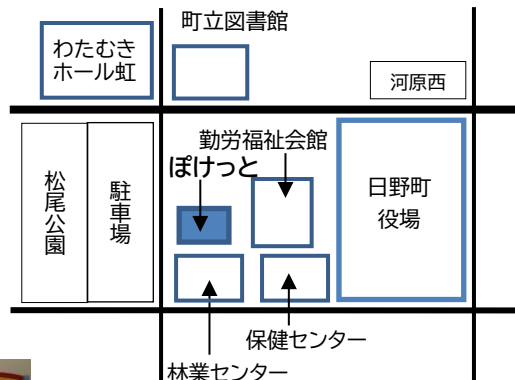 町立図書館
わたむき
ホール虹
河原西
勤労福祉会館
ぽけっと
松尾公園
駐車場
日野町
役場
保健センター
林業センター